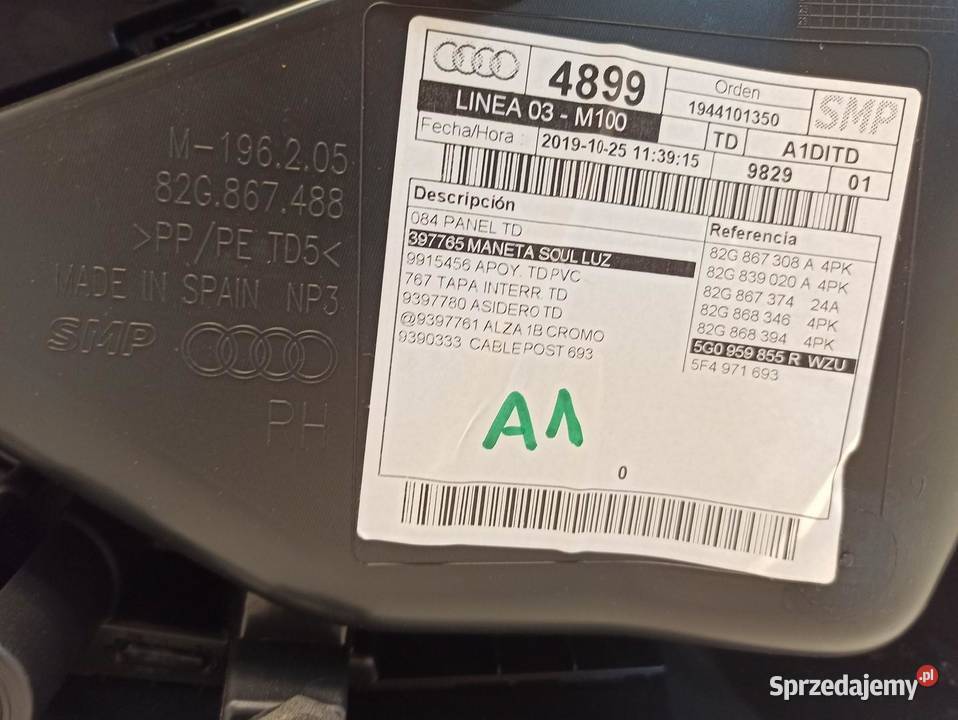 M-196.2.05
82G.867.488
>PP/PE TD5<
MADE IN SPAIN NP3
SMP
PH
4899
Orden
1944101350
SMP
LINEA 03 - M100
Fecha/Hora : 2019-10-25 11:39:15
TD
A1DITD
9829
01
Descripción
Referencia
084 PANEL TD
82G 867 308 A 4PK
397765 MANETA SOUL LUZ
82G 839 020 A 4PK
9915456 APOY. TD PVC
82G 867 374 24A
767 TAPA INTERR. TD
82G 868 346 4PK
9397780 ASIDERO TD
82G 868 394 4PK
@9397761 ALZA 1B CROMO
5G0 959 855 R WZU
9390333 CABLEPOST 693
5F4 971 693
A1
0
Sprzedajemy.pl